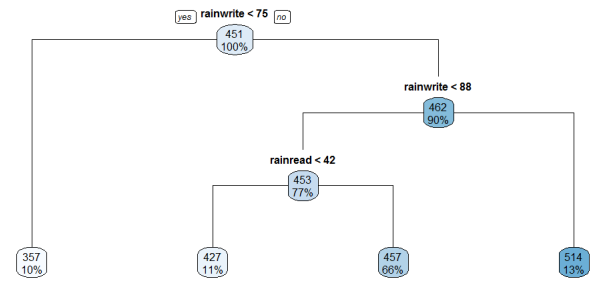 rainwrite < 75
yes
no
451
100%
rainwrite < 88
462
90%
rainread < 42
453
77%
357
10%
427
11%
457
66%
514
13%